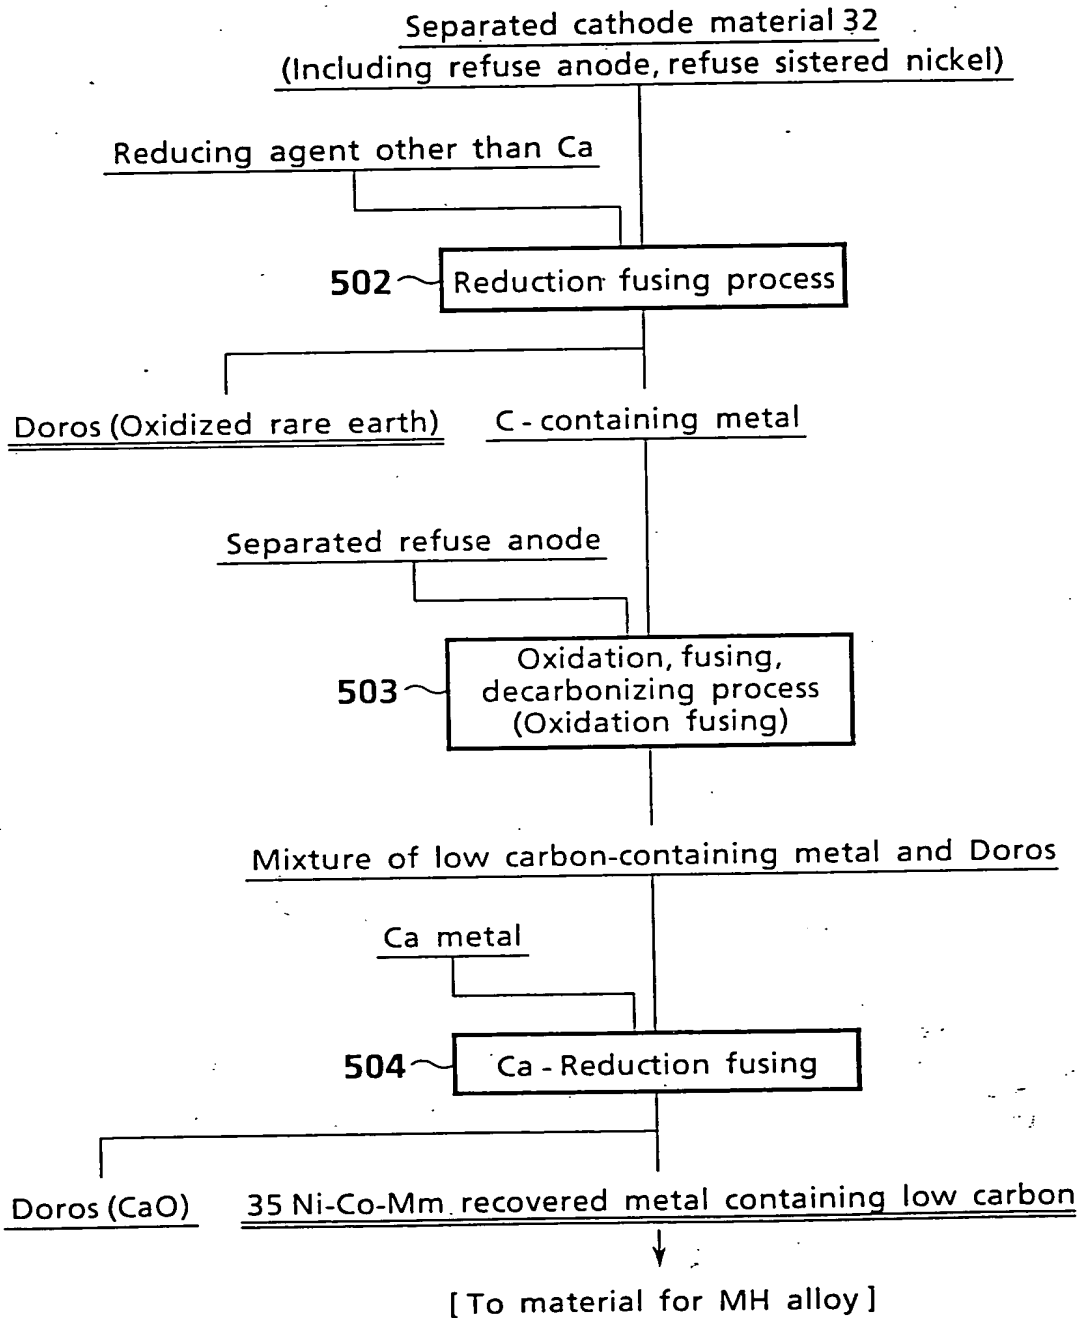 Separated cathode material 32
(Including refuse anode, refuse sistered nickel)
Reducing agent other than Ca
502
Reduction fusing process
Doros (Oxidized rare earth)
C - containing metal
Separated refuse anode
503
Oxidation, fusing,
decarbonizing process
(Oxidation fusing)
Mixture of low carbon-containing metal and Doros
Ca metal
504
Ca - Reduction fusing
Doros (CaO)
35 Ni-Co-Mm recovered metal containing low carbon
[ To material for MH alloy ]